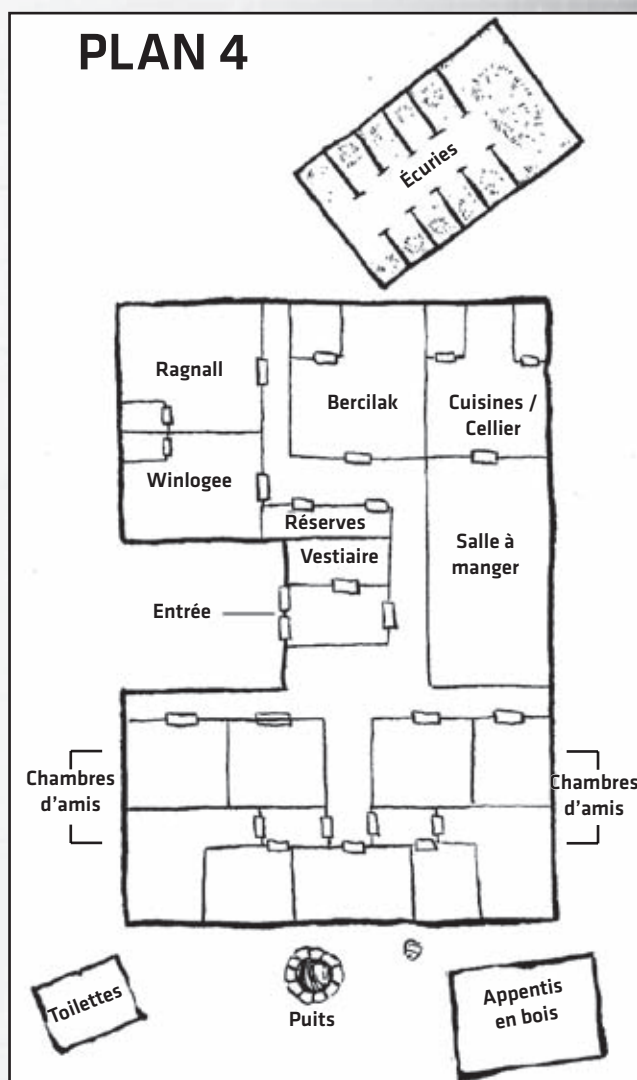 PLAN 4
Écuries
Ragnall
Bercilak
Cuisines /
Cellier
Winlogee
Réserves
Vestiaire
Salle à
manger
Entrée
Chambres
d'amis
Chambres
d'amis
Toilettes
Puits
Appentis
en bois